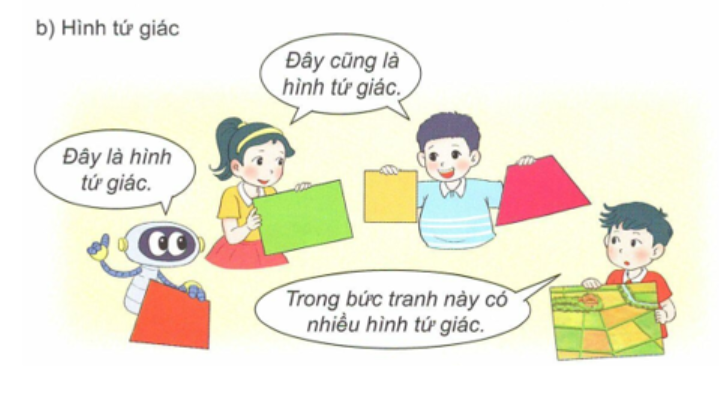 b) Hình tứ giác
Đây cũng là
hình tứ giác.
Đây là hình
tứ giác.
Trong bức tranh này có
nhiều hình tứ giác.